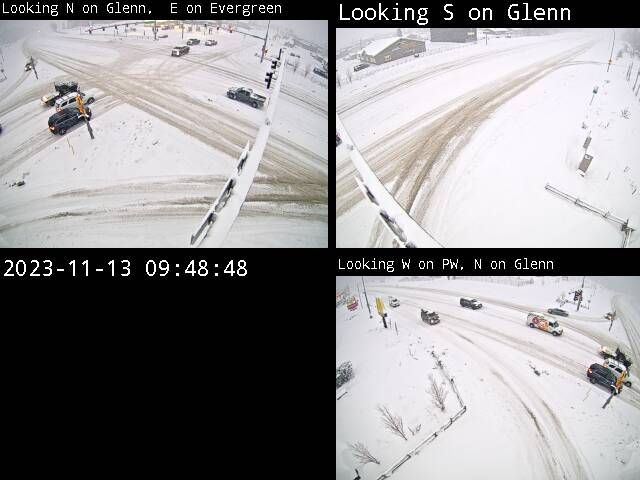 Looking N on Glenn,  E on Evergreen
Looking S on Glenn
2023-11-13 09:48:48
Looking W on PW, N on Glenn